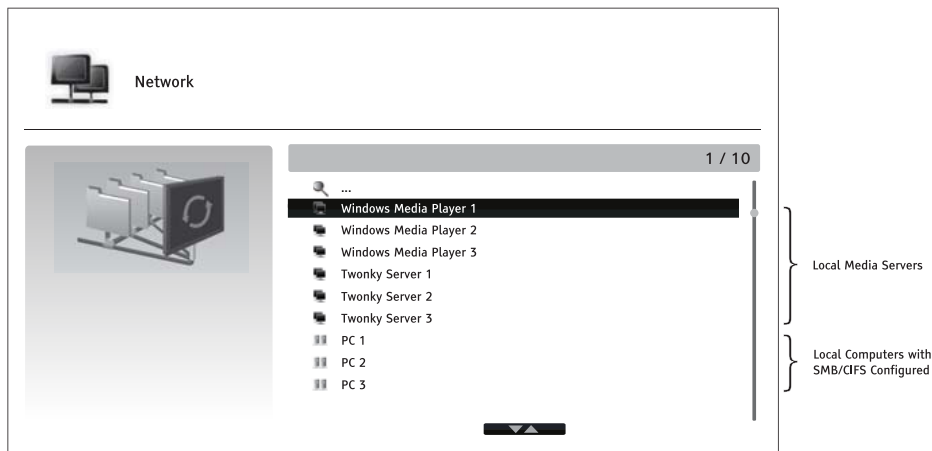 Network
1 / 10
...
Windows Media Player 1
Windows Media Player 2
Windows Media Player 3
Twonky Server 1
Twonky Server 2
Twonky Server 3
PC 1
PC 2
PC 3
Local Media Servers
Local Computers with
SMB/CIFS Configured